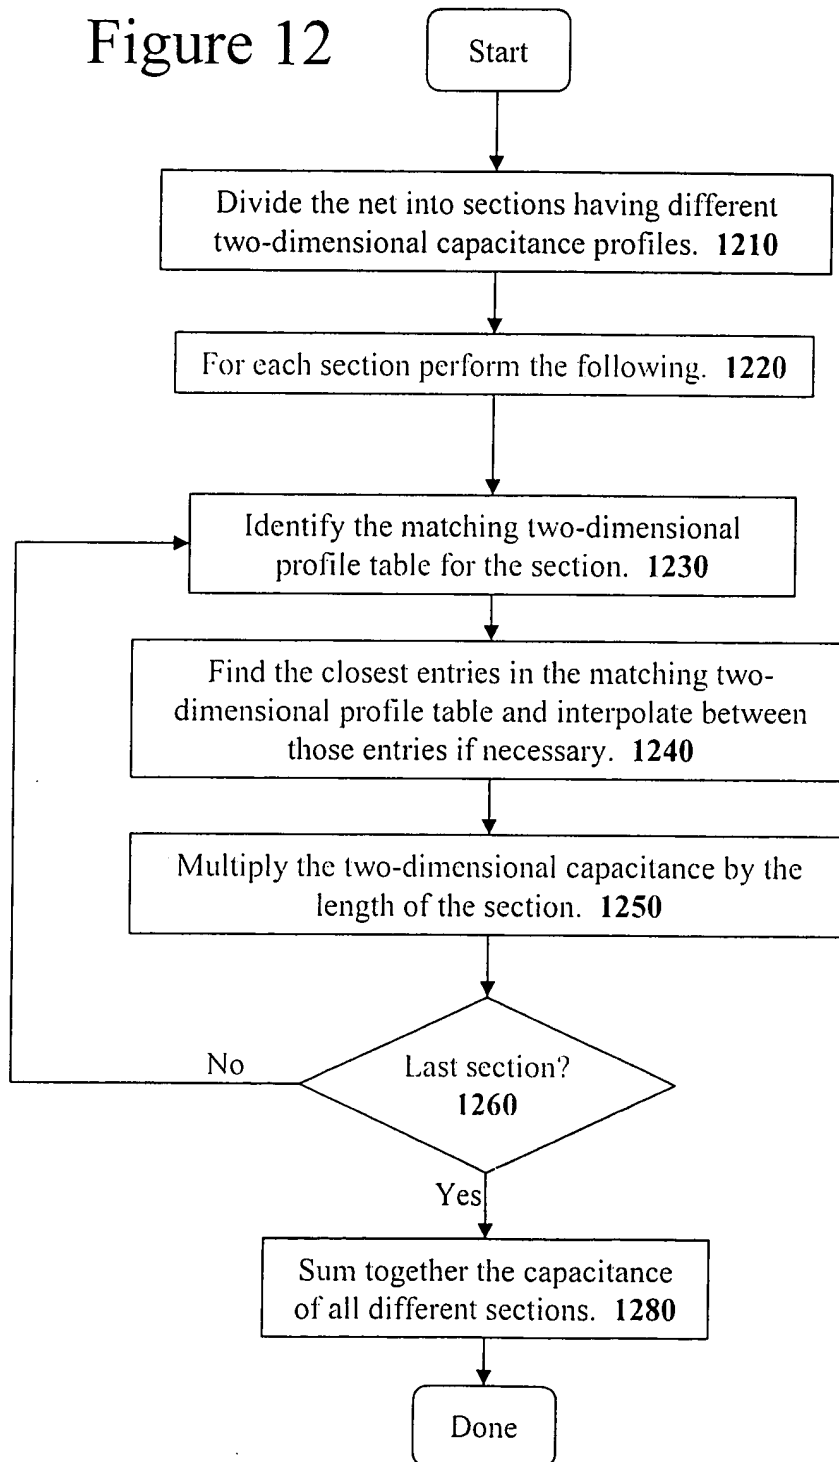 Figure 12
Start
Divide the net into sections having different
two-dimensional capacitance profiles. 1210
For each section perform the following. 1220
Identify the matching two-dimensional
profile table for the section. 1230
Find the closest entries in the matching two-
dimensional profile table and interpolate between
those entries if necessary. 1240
Multiply the two-dimensional capacitance by the
length of the section. 1250
Last section?
1260
No
Yes
Sum together the capacitance
of all different sections. 1280
Done